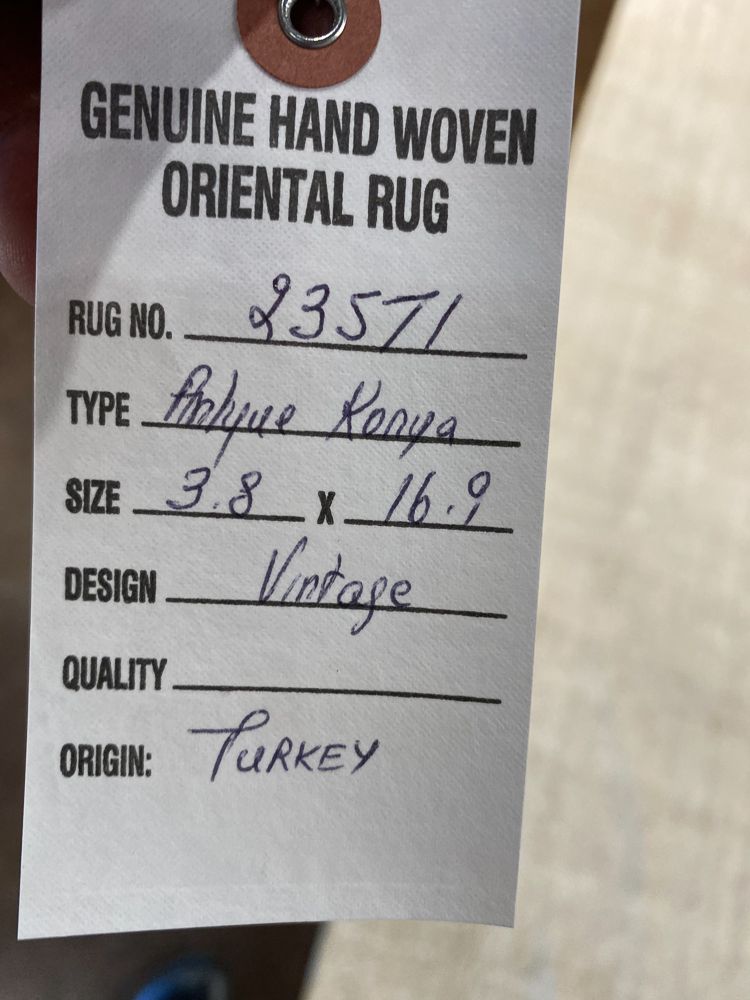 GENUINE HAND WOVEN
ORIENTAL RUG
RUG NO. 235T1
TYPE Antique Konya
SIZE 3.8 X 16.9
DESIGN Vintage
QUALITY
ORIGIN: TURKEY